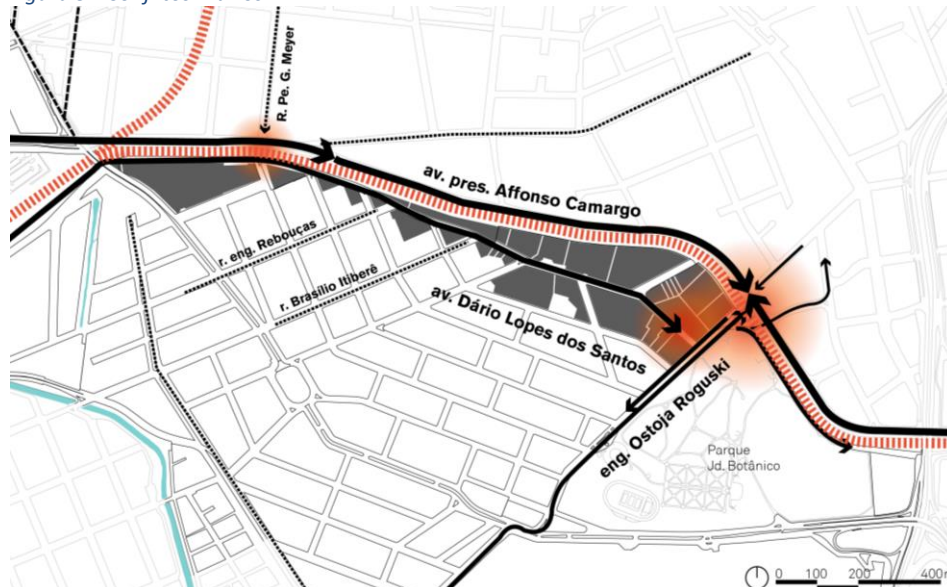 R. Pe. G. Meyer
av. pres. Affonso Camargo
r. eng. Rebouças
r. Brasílio Itiberê
av. Dário Lopes dos Santos
eng. Ostoja Roguski
Parque
Jd. Botânico
0 100 200 400m